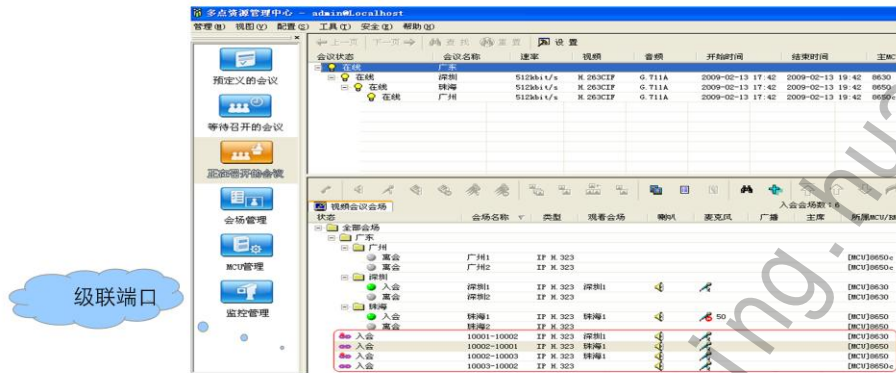 多点资源管理中心 - admin@Localhost
管理(M) 视图(V) 配置(C) 工具(T) 安全(E) 帮助(H)
上一页 下一页 查找 重置 设置
会议状态 会议名称 速率 视频 音频 开始时间 结束时间 主MC
在线 广东
在线 深圳 512kbit/s H.263CIF G.711A 2009-02-13 17:42 2009-02-13 19:42 8630
在线 珠海 512kbit/s H.263CIF G.711A 2009-02-13 17:42 2009-02-13 19:42 8650
在线 广州 512kbit/s H.263CIF G.711A 2009-02-13 17:42 2009-02-13 19:42 8650c
预定义的会议
等待召开的会议
正在召开的会议
会场管理
MCU管理
监控管理
级联端口
入会会场数:6
视频会议会场
状态 会场名称 类型 观看会场 喇叭 麦克风 广播 主席 所属MCU/
全部会场
广东
广州
离会 广州1 IP H.323 [MCU]8650c
离会 广州2 IP H.323 [MCU]8650c
深圳
入会 深圳1 IP H.323 深圳1 [MCU]8630
离会 深圳2 IP H.323 [MCU]8630
珠海
入会 珠海1 IP H.323 珠海1 50 [MCU]8650
离会 珠海2 IP H.323 [MCU]8650
入会 10001-10002 IP H.323 深圳1 [MCU]8630
入会 10002-10001 IP H.323 珠海1 [MCU]8650
入会 10002-10003 IP H.323 珠海1 [MCU]8650
入会 10003-10002 IP H.323 [MCU]8650c
ing.hua